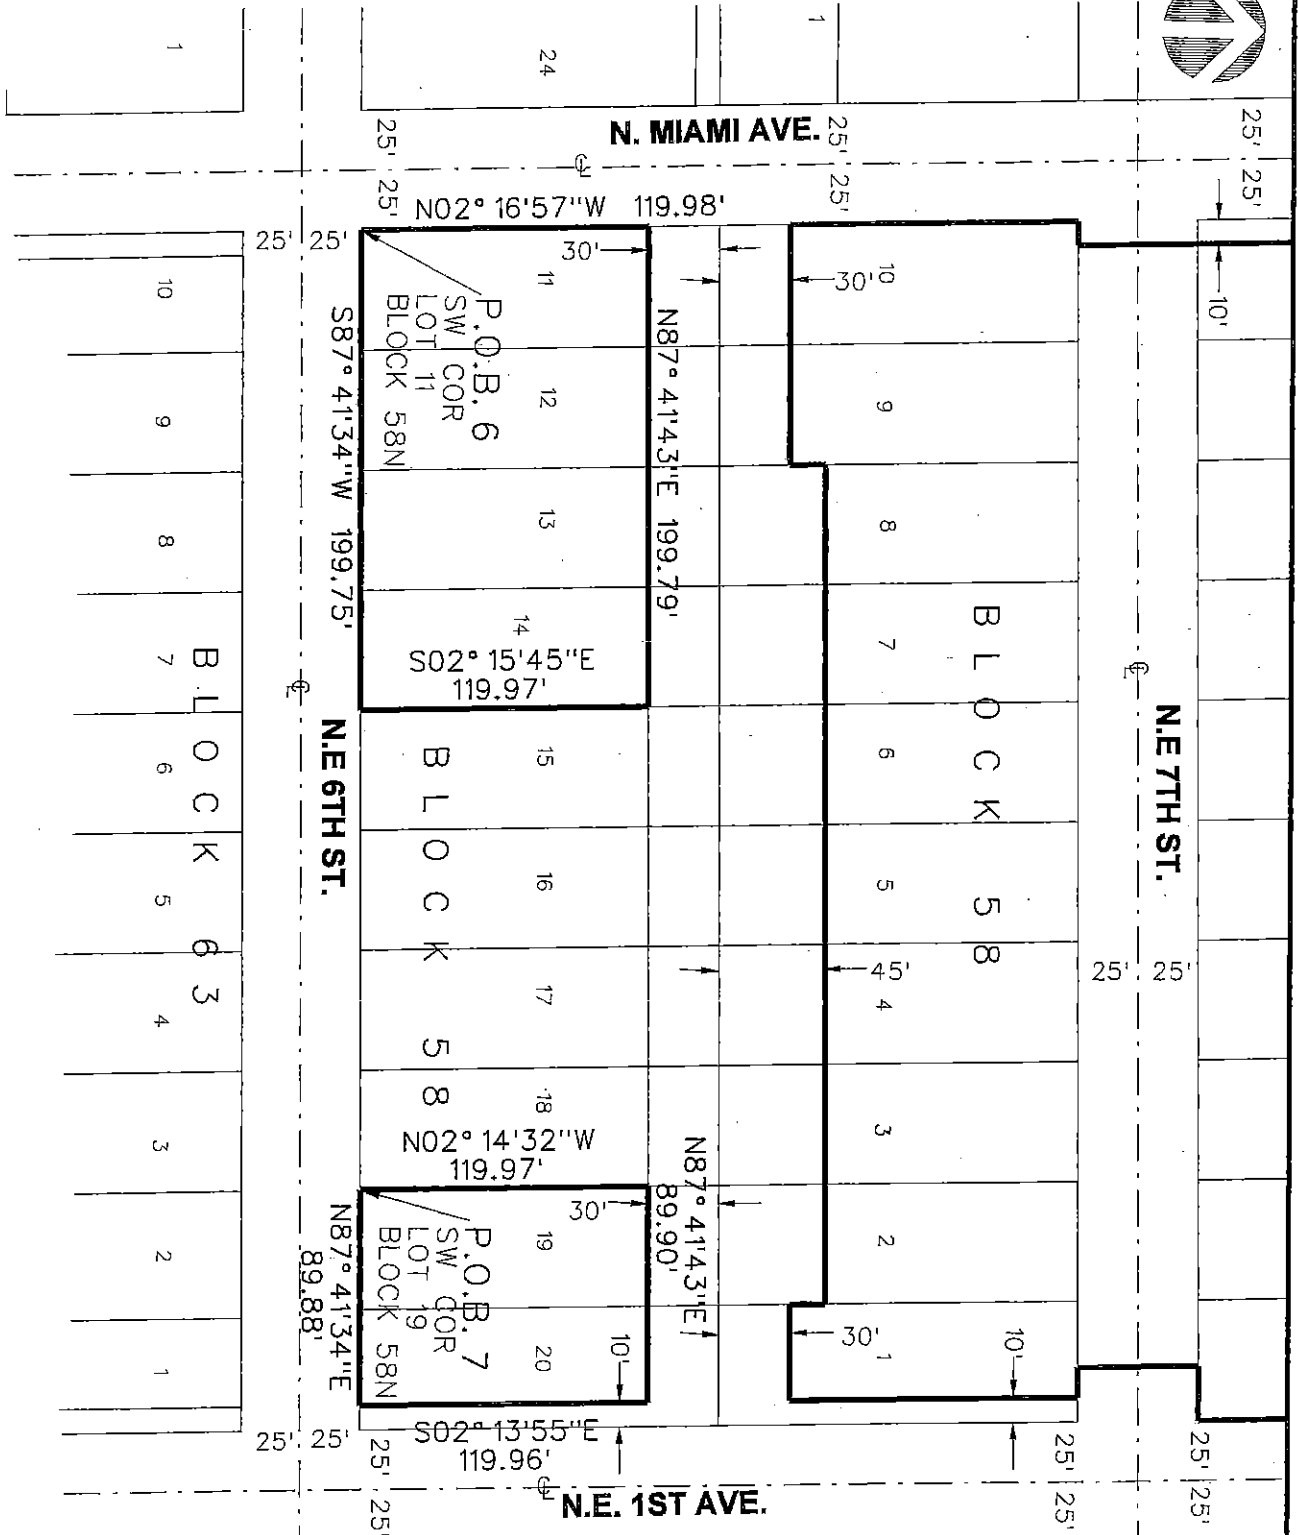 1
24
1
25'
25'
25'
N. MIAMI AVE.
25'
25'
25'
25'
℄
N02° 16'57"W 119.98'
25' 25'
30'
30'
10'
10
11
10
P.O.B. 6
SW COR
LOT 11
BLOCK 58N
S87° 41'34"W 199.75'
N87° 41'43"E 199.79'
9
12
9
8
13
8
7
14
7
S02° 15'45"E
119.97'
℄
℄
N.E 6TH ST.
N.E 7TH ST.
BLOCK 63
BLOCK 58
BLOCK 58
6
15
6
5
16
5
45'
25' 25'
4
17
4
3
18
3
N02° 14'32"W
119.97'
N87° 41'43"E
89.90'
30'
2
19
2
P.O.B. 7
SW COR
LOT 19
BLOCK 58N
N87° 41'34"E
89.88'
1
20
10'
30'
1
10'
S02° 13'55"E
119.96'
25' 25'
25'
25'
25'
25'
25'
25'
℄
N.E. 1ST AVE.